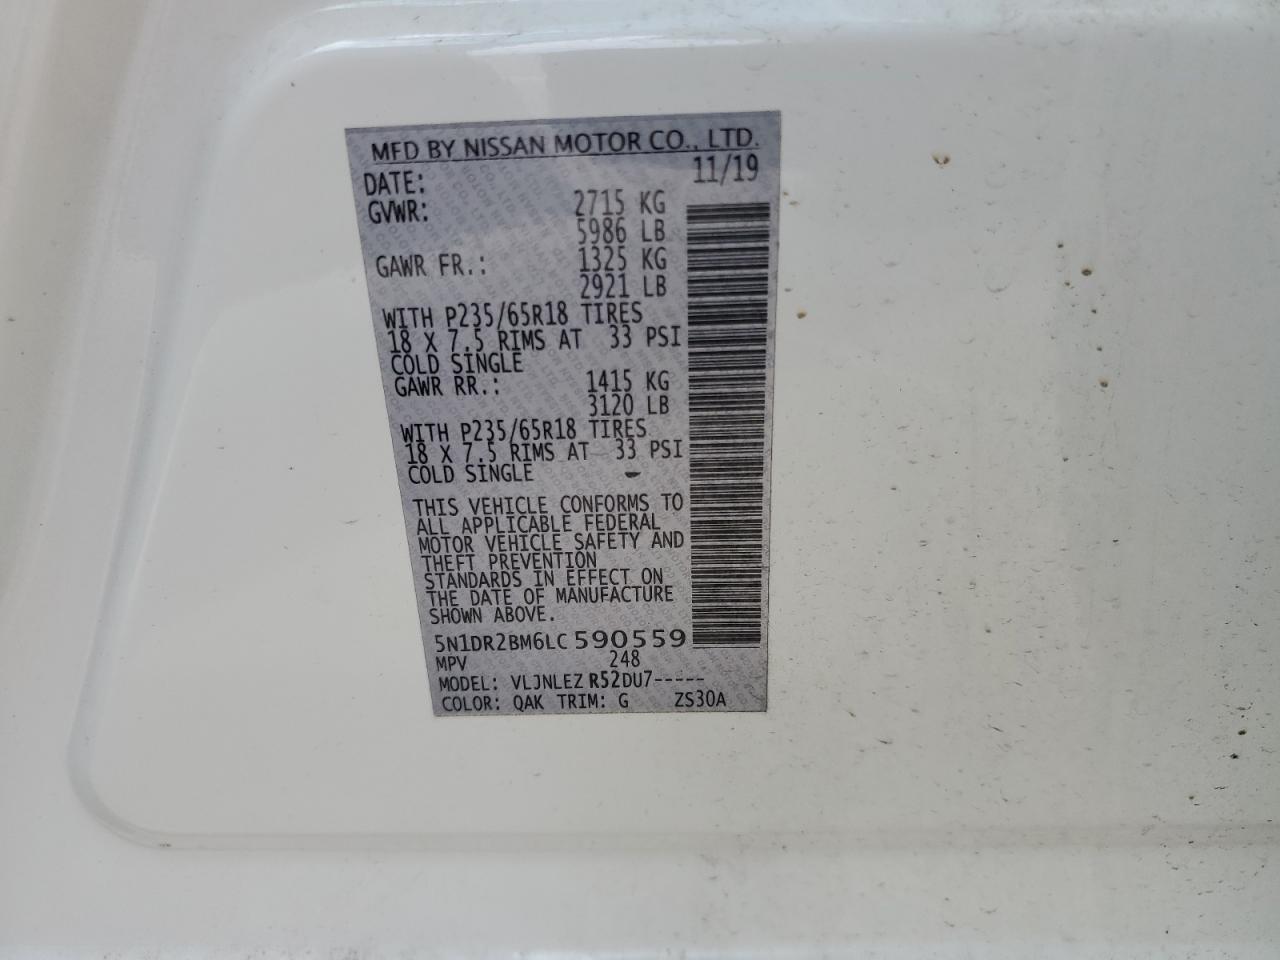 MFD BY NISSAN MOTOR CO., LTD.
DATE: 11/19
GVWR: 2715 KG
5986 LB
GAWR FR.: 1325 KG
2921 LB
WITH P235/65R18 TIRES
18 X 7.5 RIMS AT 33 PSI
COLD SINGLE
GAWR RR.: 1415 KG
3120 LB
WITH P235/65R18 TIRES
18 X 7.5 RIMS AT 33 PSI
COLD SINGLE
THIS VEHICLE CONFORMS TO
ALL APPLICABLE FEDERAL
MOTOR VEHICLE SAFETY AND
THEFT PREVENTION
STANDARDS IN EFFECT ON
THE DATE OF MANUFACTURE
SHOWN ABOVE.
5N1DR2BM6LC590559
MPV 248
MODEL: VLJNLEZ R52DU7-----
COLOR: QAK TRIM: G ZS30A